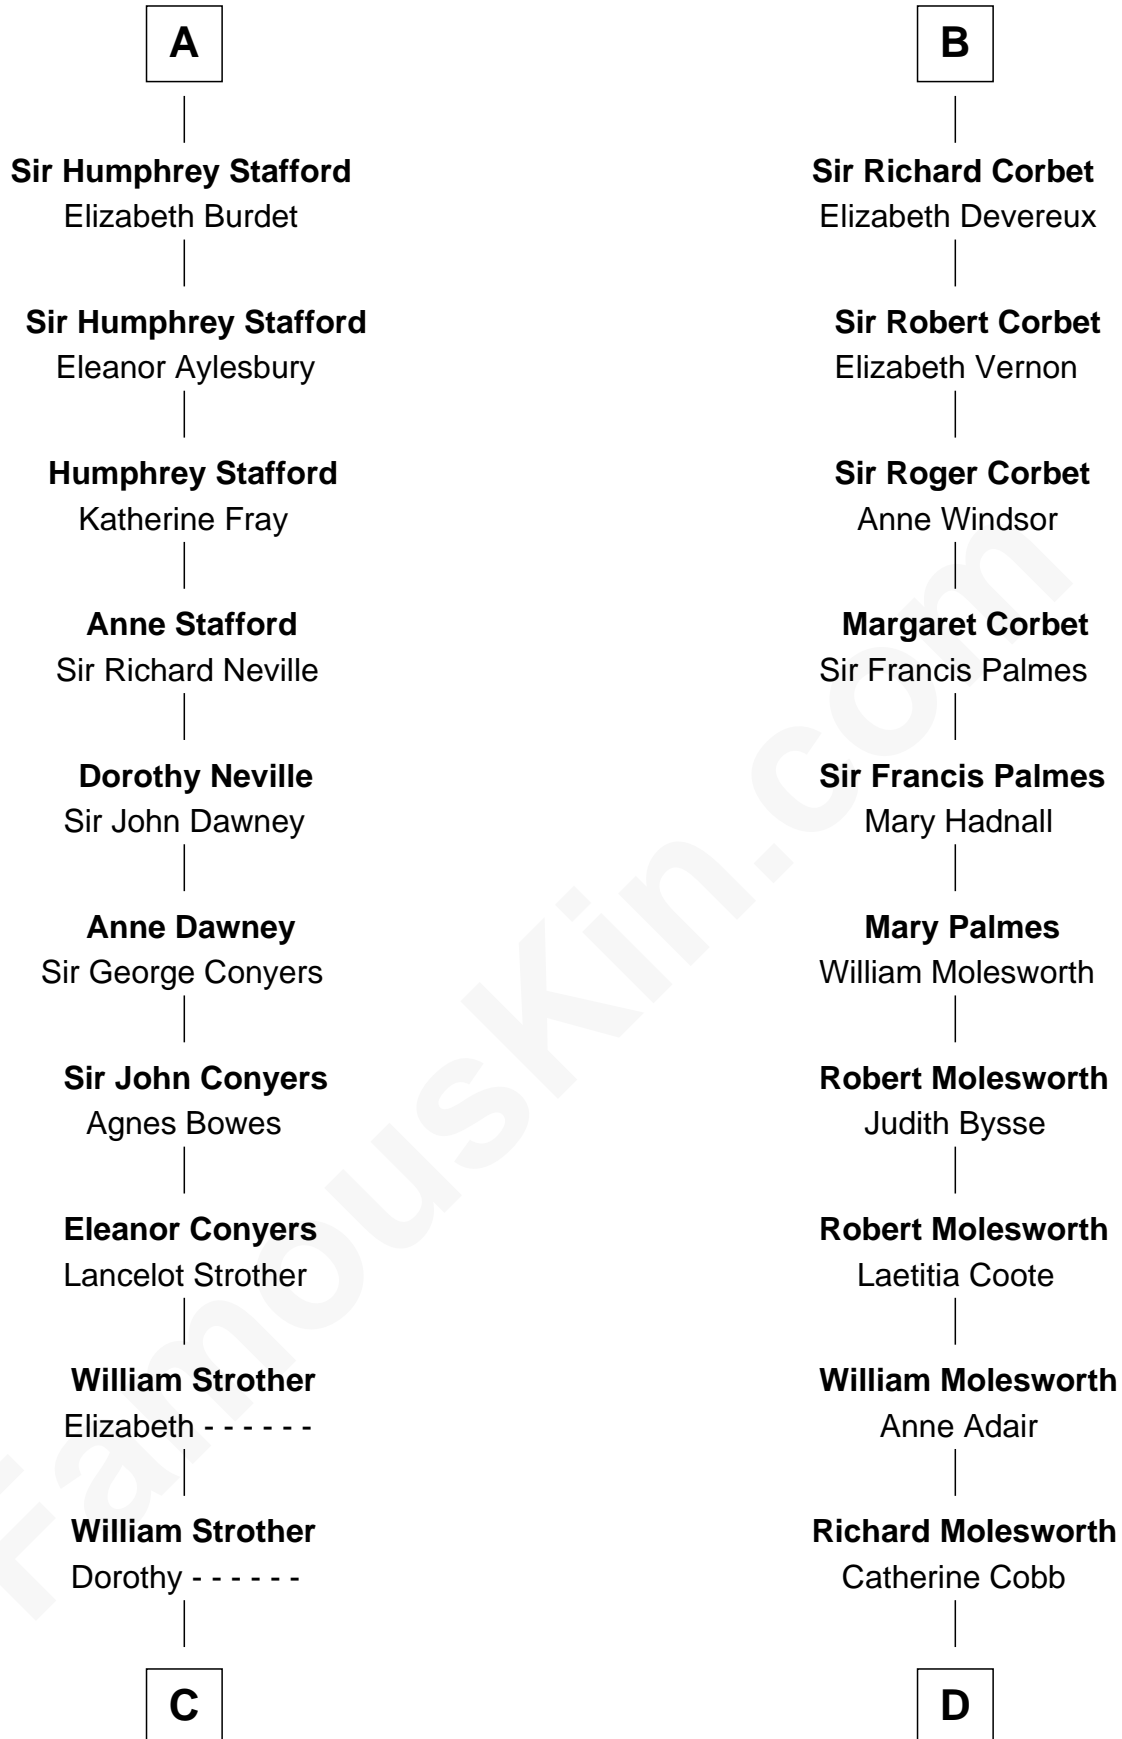 A
Sir Humphrey Stafford
Elizabeth Burdet
Sir Humphrey Stafford
Eleanor Aylesbury
Humphrey Stafford
Katherine Fray
Anne Stafford
Sir Richard Neville
Dorothy Neville
Sir John Dawney
Anne Dawney
Sir George Conyers
Sir John Conyers
Agnes Bowes
Eleanor Conyers
Lancelot Strother
William Strother
Elizabeth - - - - - -
William Strother
Dorothy - - - - - -
C
B
Sir Richard Corbet
Elizabeth Devereux
Sir Robert Corbet
Elizabeth Vernon
Sir Roger Corbet
Anne Windsor
Margaret Corbet
Sir Francis Palmes
Sir Francis Palmes
Mary Hadnall
Mary Palmes
William Molesworth
Robert Molesworth
Judith Bysse
Robert Molesworth
Laetitia Coote
William Molesworth
Anne Adair
Richard Molesworth
Catherine Cobb
D
FamousKin.com